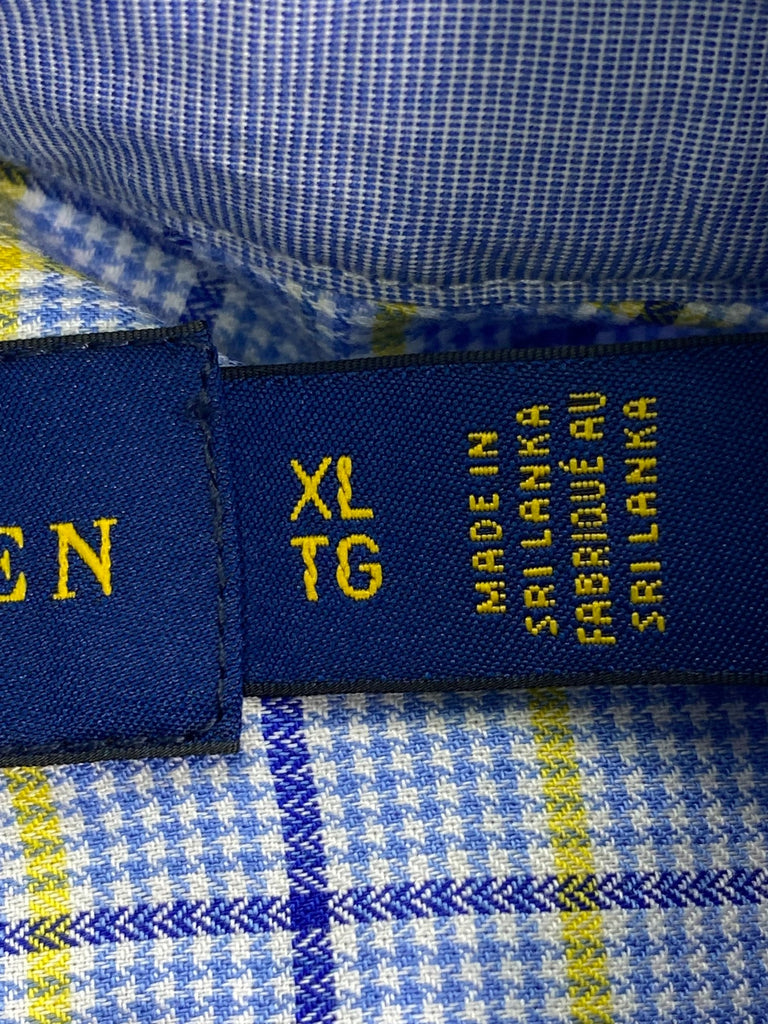 EN
XL
TG
MADE IN
SRI LANKA
FABRIQUÉ AU
SRI LANKA